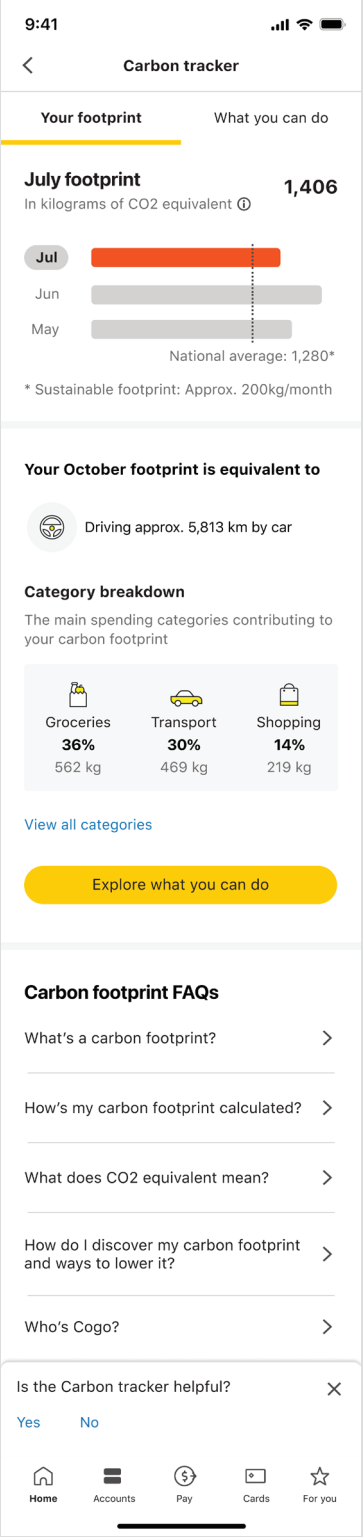 9:41
Carbon tracker
Your footprint What you can do
July footprint 1,406
In kilograms of CO2 equivalent
Jul
Jun
May
National average: 1,280*
* Sustainable footprint: Approx. 200kg/month
Your October footprint is equivalent to
Driving approx. 5,813 km by car
Category breakdown
The main spending categories contributing to
your carbon footprint
Groceries Transport Shopping
36% 30% 14%
562 kg 469 kg 219 kg
View all categories
Explore what you can do
Carbon footprint FAQs
What's a carbon footprint?
How's my carbon footprint calculated?
What does CO2 equivalent mean?
How do I discover my carbon footprint
and ways to lower it?
Who's Cogo?
Is the Carbon tracker helpful?
Yes No
Home Accounts Pay Cards For you